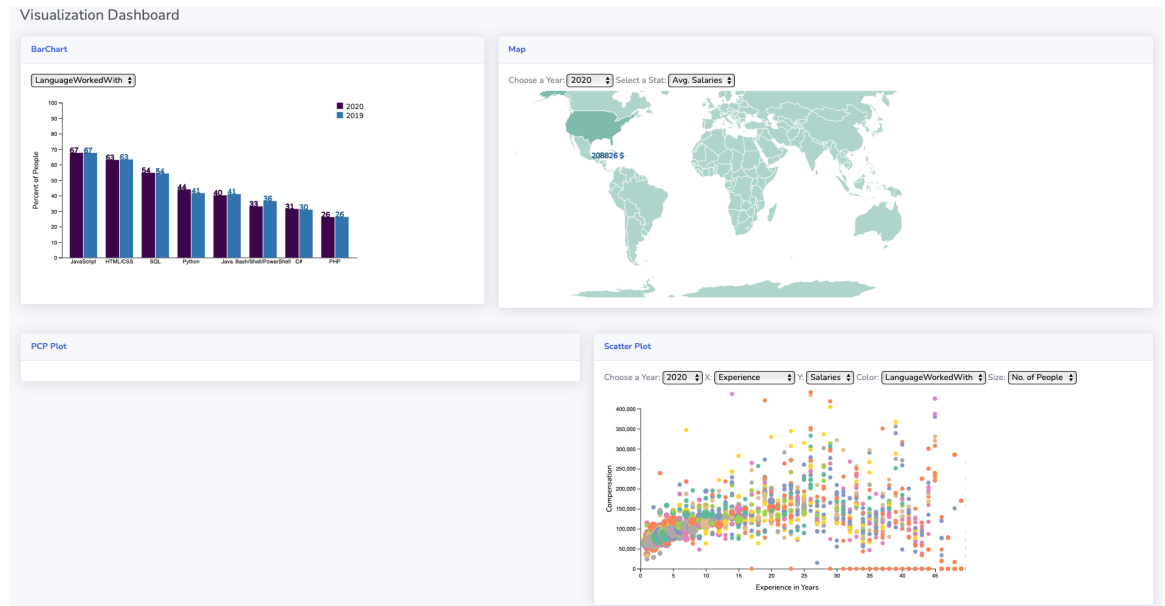 Visualization Dashboard
BarChart
LanguageWorkedWith
100
90
80
70
60
50
40
30
20
10
0
Percent of People
2020
2019
67 67
63 63
54 54
44 41
40 41
33 36
31 30
26 26
JavaScript HTML/CSS SQL Python Java Bash/Shell/PowerShell C# PHP
Map
Choose a Year: 2020 Select a Stat: Avg. Salaries
208826 $
PCP Plot
Scatter Plot
Choose a Year: 2020 X: Experience Y: Salaries Color: LanguageWorkedWith Size: No. of People
400,000
350,000
300,000
250,000
200,000
150,000
100,000
50,000
0
Compensation
0 5 10 15 20 25 30 35 40 45
Experience in Years